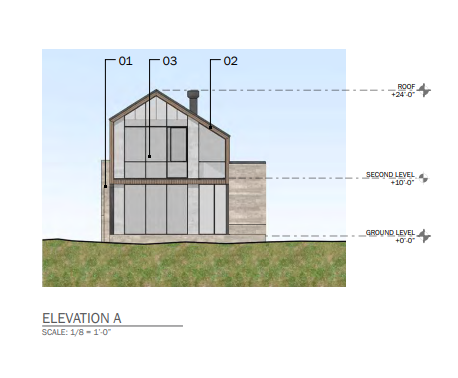 01
03
02
ROOF
+24'-0"
SECOND LEVEL
+10'-0"
GROUND LEVEL
+0'-0"
ELEVATION A
SCALE: 1/8 = 1'-0"